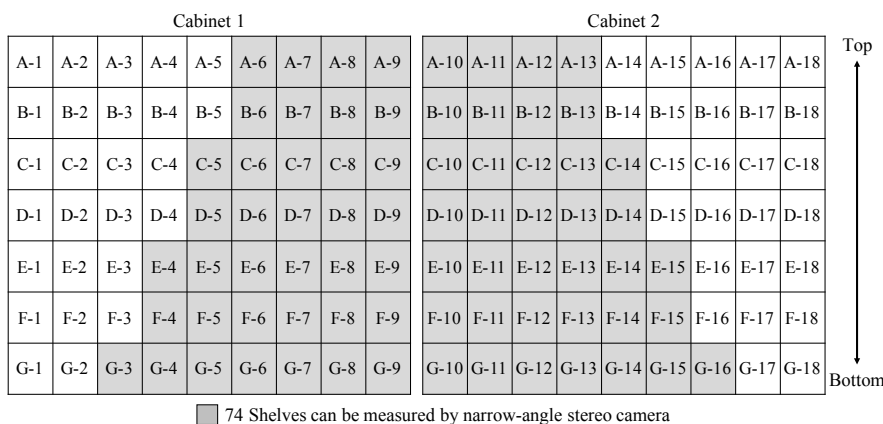 Cabinet 1 Cabinet 2
Top
A-1 A-2 A-3 A-4 A-5 A-6 A-7 A-8 A-9 A-10 A-11 A-12 A-13 A-14 A-15 A-16 A-17 A-18
B-1 B-2 B-3 B-4 B-5 B-6 B-7 B-8 B-9 B-10 B-11 B-12 B-13 B-14 B-15 B-16 B-17 B-18
C-1 C-2 C-3 C-4 C-5 C-6 C-7 C-8 C-9 C-10 C-11 C-12 C-13 C-14 C-15 C-16 C-17 C-18
D-1 D-2 D-3 D-4 D-5 D-6 D-7 D-8 D-9 D-10 D-11 D-12 D-13 D-14 D-15 D-16 D-17 D-18
E-1 E-2 E-3 E-4 E-5 E-6 E-7 E-8 E-9 E-10 E-11 E-12 E-13 E-14 E-15 E-16 E-17 E-18
F-1 F-2 F-3 F-4 F-5 F-6 F-7 F-8 F-9 F-10 F-11 F-12 F-13 F-14 F-15 F-16 F-17 F-18
G-1 G-2 G-3 G-4 G-5 G-6 G-7 G-8 G-9 G-10 G-11 G-12 G-13 G-14 G-15 G-16 G-17 G-18
Bottom
74 Shelves can be measured by narrow-angle stereo camera